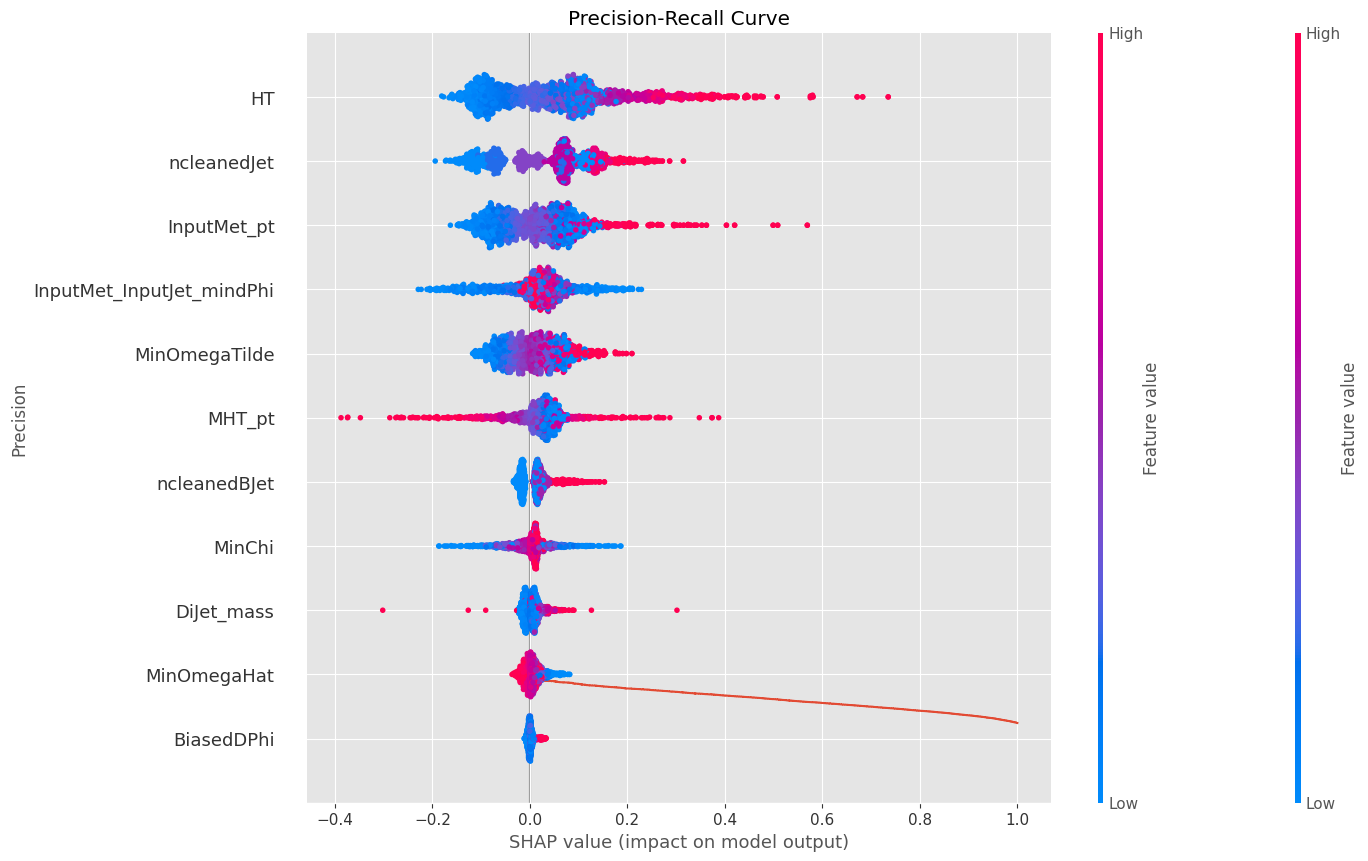 Precision-Recall Curve
High
High
HT
ncleanedJet
InputMet_pt
InputMet_InputJet_mindPhi
MinOmegaTilde
MHT_pt
ncleanedBJet
MinChi
DiJet_mass
MinOmegaHat
BiasedDPhi
Precision
Feature value
Feature value
Low
Low
−0.4 −0.2 0.0 0.2 0.4 0.6 0.8 1.0
SHAP value (impact on model output)